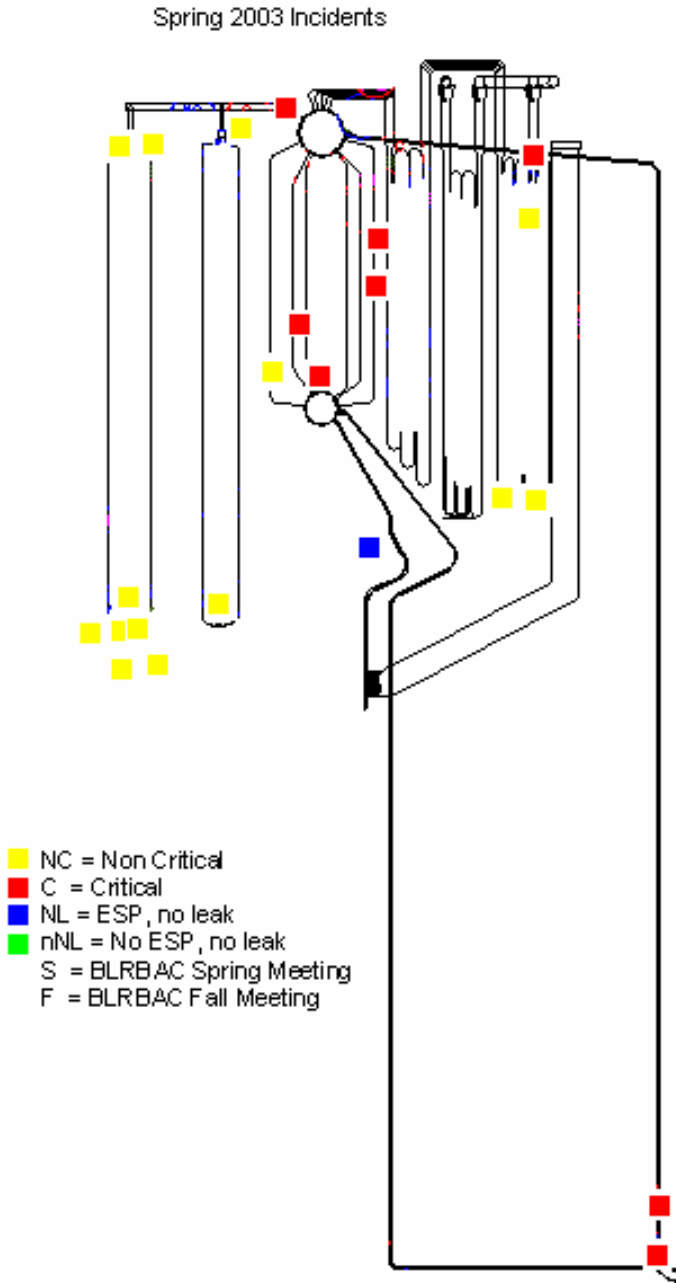 Spring 2003 Incidents
NC = Non Critical
C = Critical
NL = ESP, no leak
nNL = No ESP, no leak
S = BLRBAC Spring Meeting
F = BLRBAC Fall Meeting